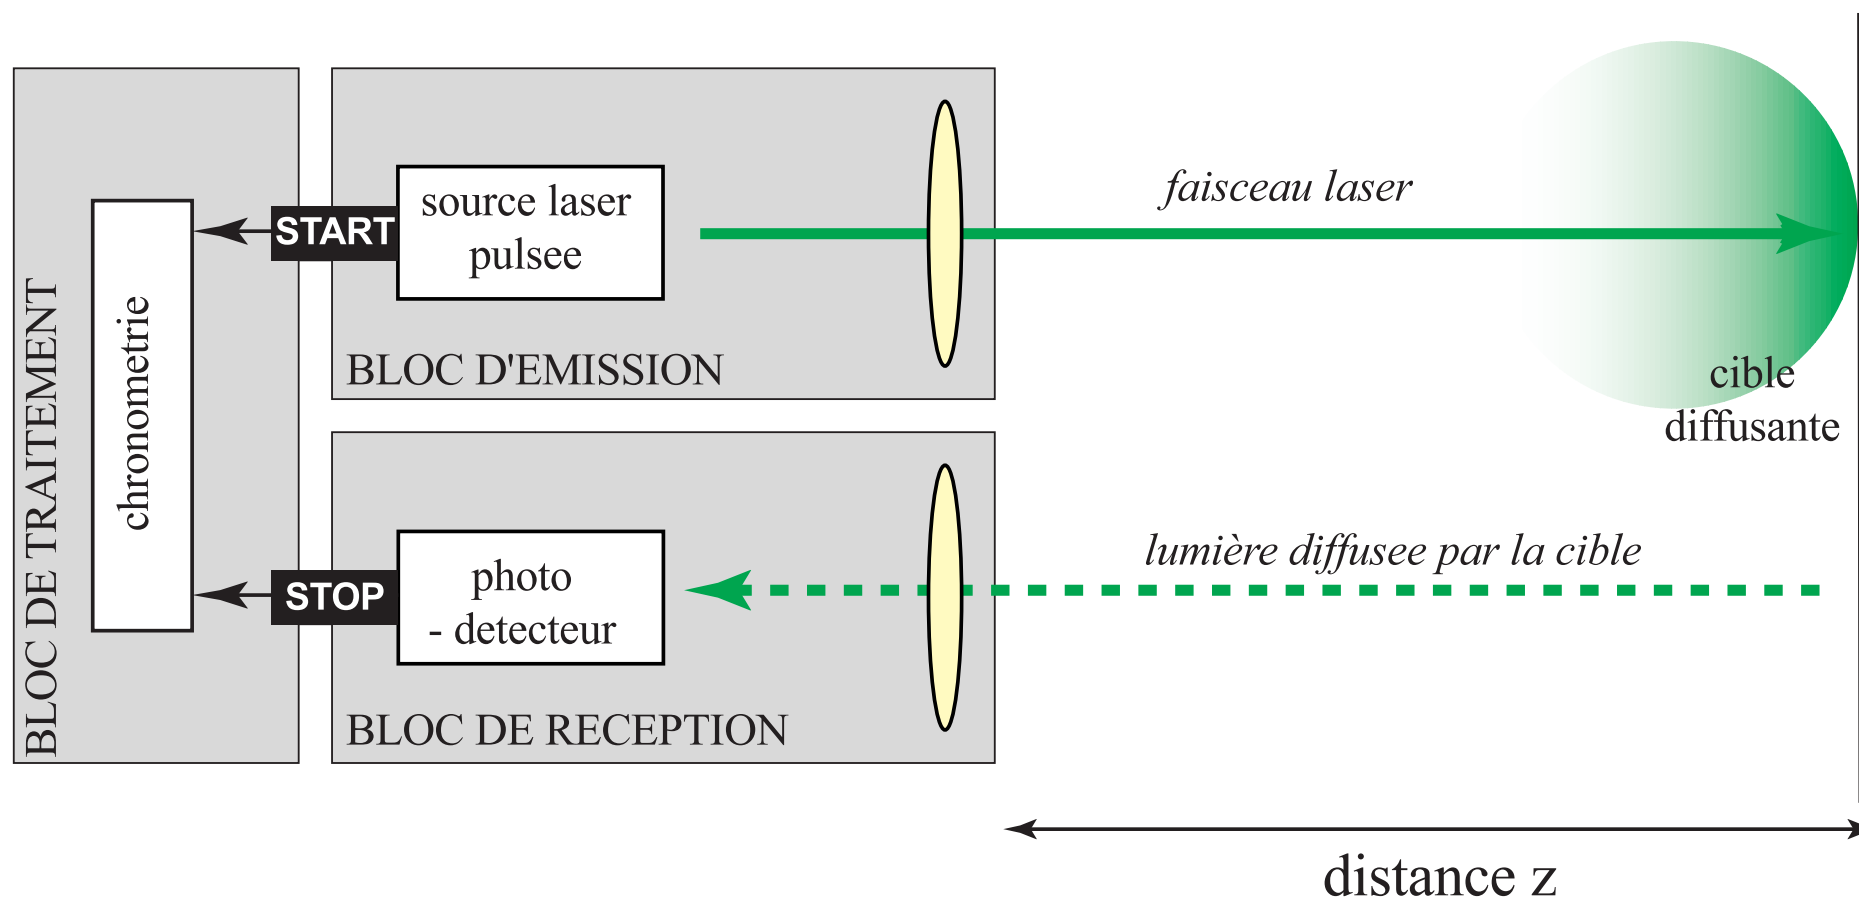 BLOC DE TRAITEMENT
chronometrie
START
source laser
pulsee
BLOC D'EMISSION
faisceau laser
cible
diffusante
STOP
photo
- detecteur
BLOC DE RECEPTION
lumière diffusee par la cible
distance z